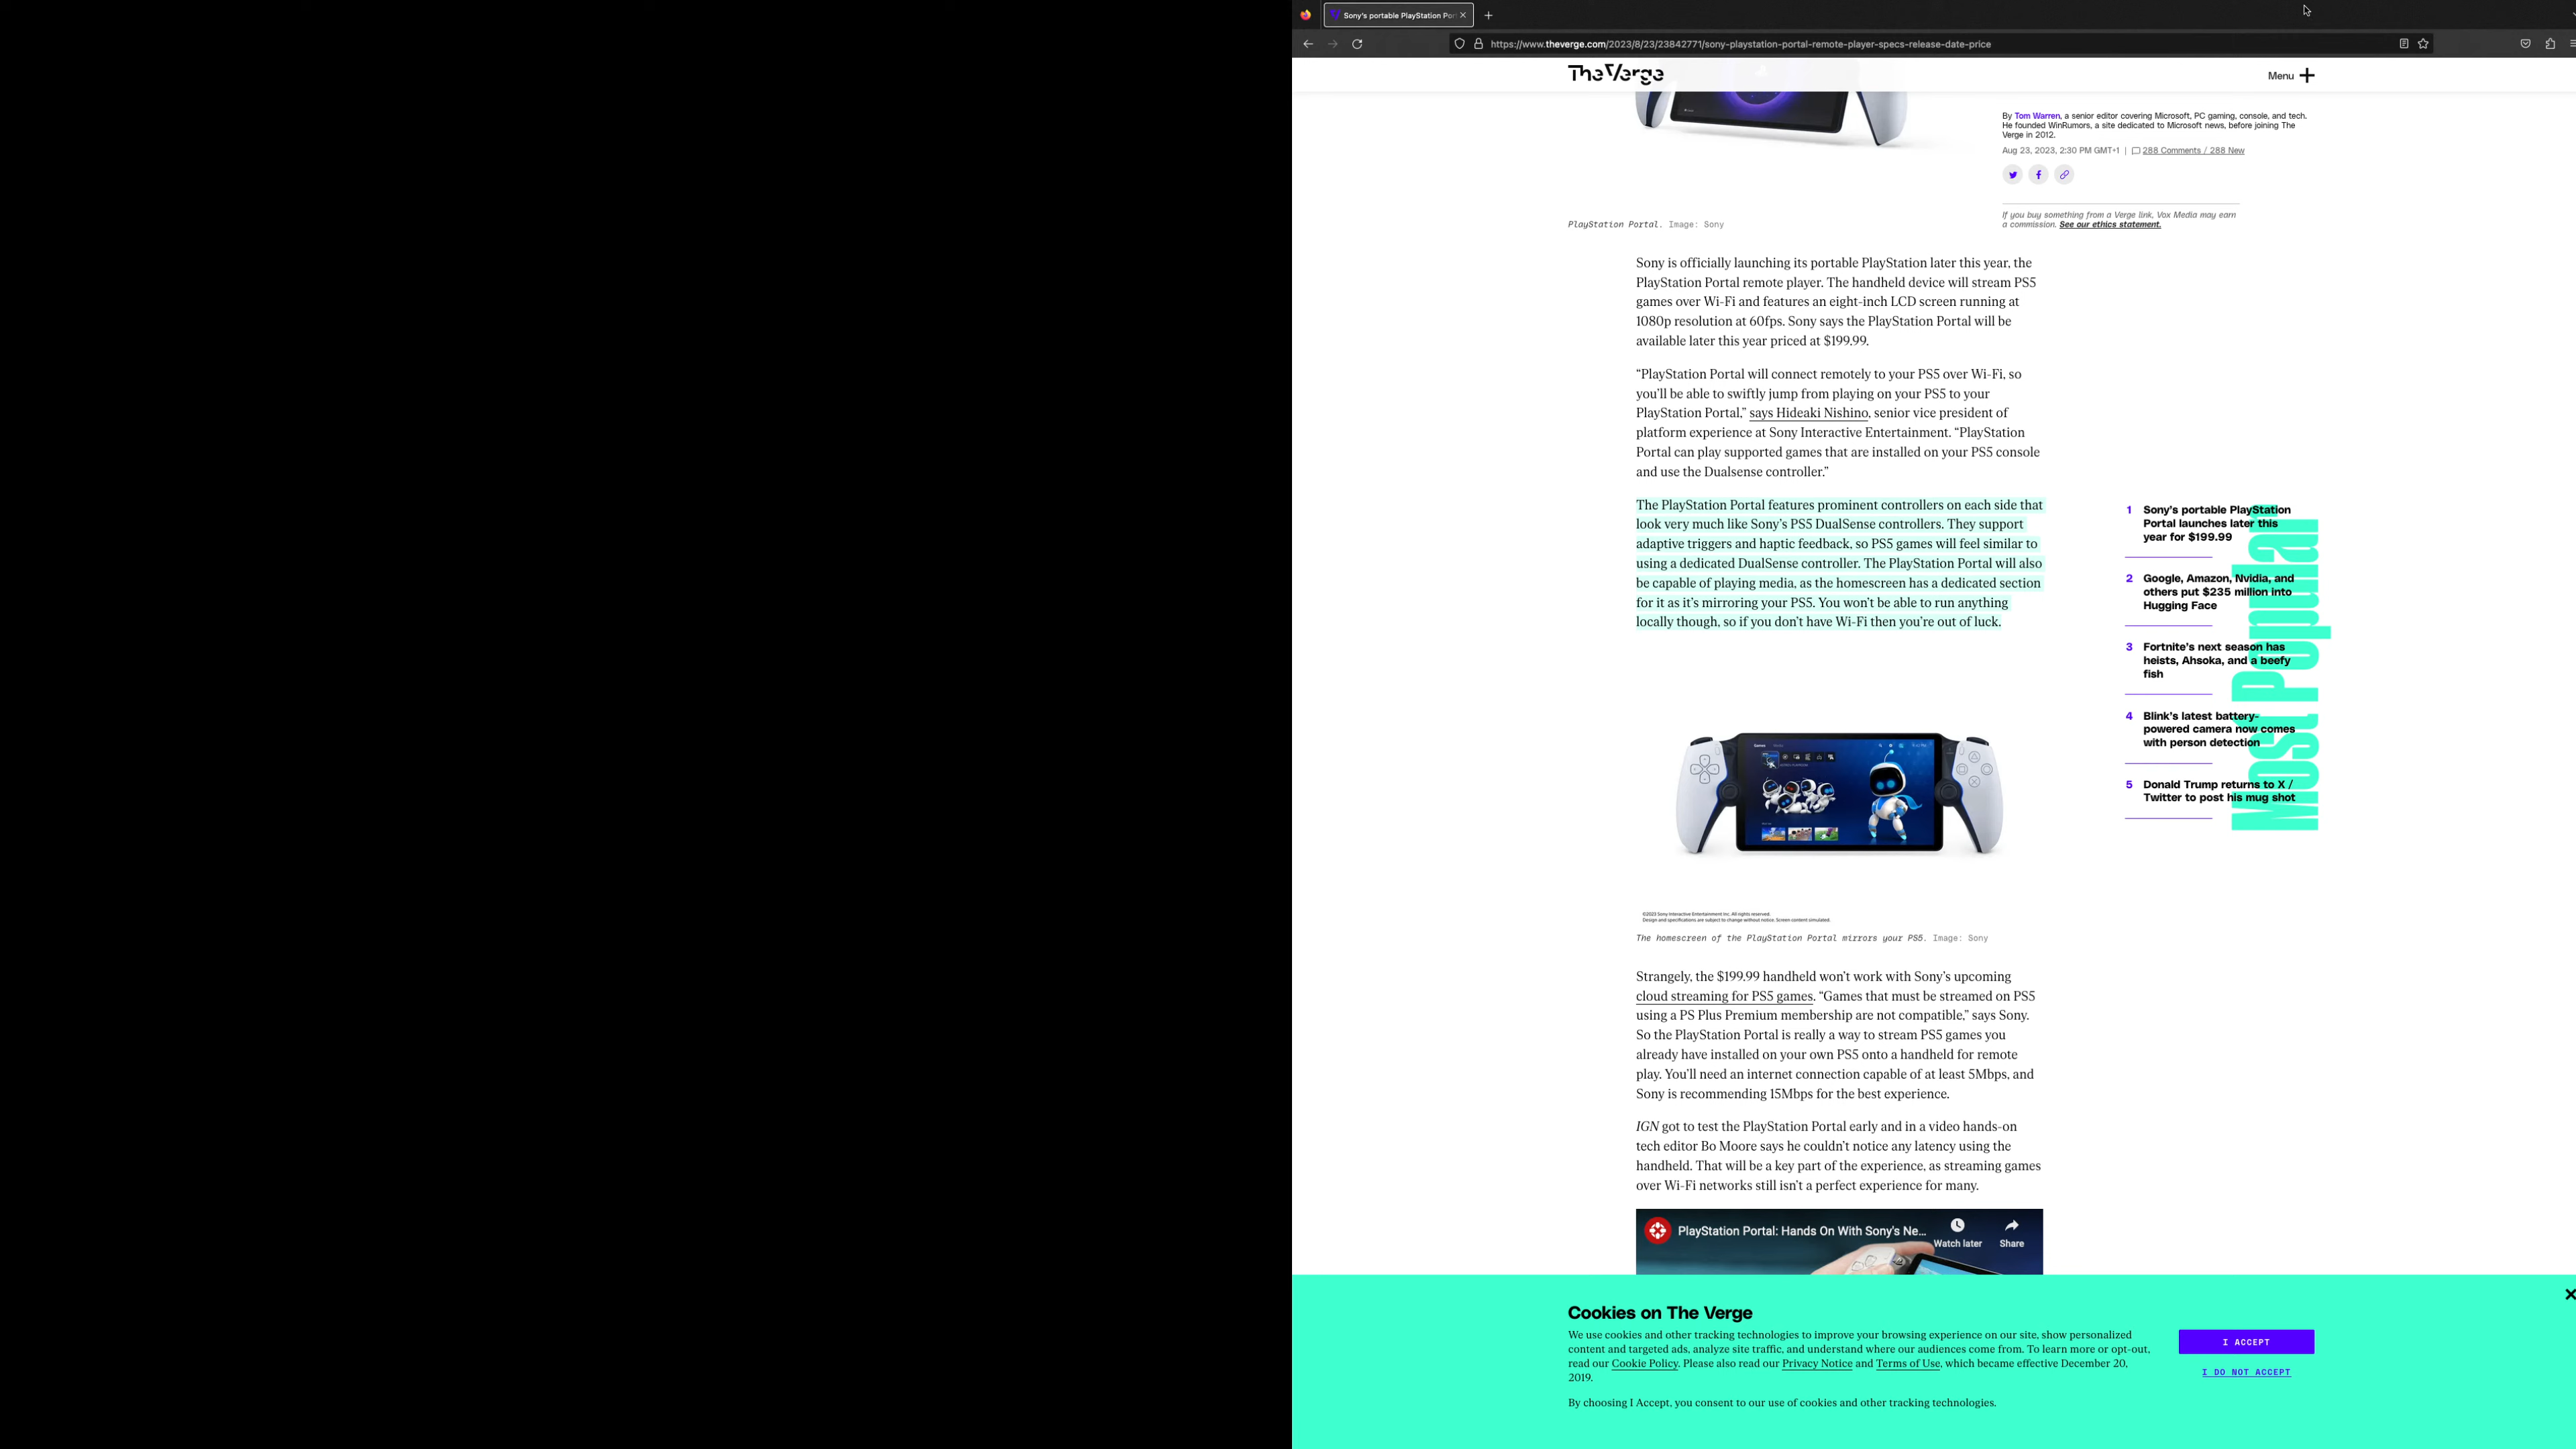 Sony's portable PlayStation Por
https://www.theverge.com/2023/8/23/23842771/sony-playstation-portal-remote-player-specs-release-date-price
The Verge
Menu
By Tom Warren, a senior editor covering Microsoft, PC gaming, console, and tech.
He founded WinRumors, a site dedicated to Microsoft news, before joining The
Verge in 2012.
Aug 23, 2023, 2:30 PM GMT+1 | 288 Comments / 288 New
If you buy something from a Verge link, Vox Media may earn
a commission. See our ethics statement.
PlayStation Portal. Image: Sony
Sony is officially launching its portable PlayStation later this year, the
PlayStation Portal remote player. The handheld device will stream PS5
games over Wi-Fi and features an eight-inch LCD screen running at
1080p resolution at 60fps. Sony says the PlayStation Portal will be
available later this year priced at $199.99.
“PlayStation Portal will connect remotely to your PS5 over Wi-Fi, so
you’ll be able to swiftly jump from playing on your PS5 to your
PlayStation Portal,” says Hideaki Nishino, senior vice president of
platform experience at Sony Interactive Entertainment. “PlayStation
Portal can play supported games that are installed on your PS5 console
and use the Dualsense controller.”
The PlayStation Portal features prominent controllers on each side that
look very much like Sony’s PS5 DualSense controllers. They support
adaptive triggers and haptic feedback, so PS5 games will feel similar to
using a dedicated DualSense controller. The PlayStation Portal will also
be capable of playing media, as the homescreen has a dedicated section
for it as it’s mirroring your PS5. You won’t be able to run anything
locally though, so if you don’t have Wi-Fi then you’re out of luck.
Most Popular
1 Sony’s portable PlayStation
Portal launches later this
year for $199.99
2 Google, Amazon, Nvidia, and
others put $235 million into
Hugging Face
3 Fortnite’s next season has
heists, Ahsoka, and a beefy
fish
4 Blink’s latest battery-
powered camera now comes
with person detection
5 Donald Trump returns to X /
Twitter to post his mug shot
©2023 Sony Interactive Entertainment Inc. All rights reserved.
Design and specifications are subject to change without notice. Screen content simulated.
The homescreen of the PlayStation Portal mirrors your PS5. Image: Sony
Strangely, the $199.99 handheld won’t work with Sony’s upcoming
cloud streaming for PS5 games. “Games that must be streamed on PS5
using a PS Plus Premium membership are not compatible,” says Sony.
So the PlayStation Portal is really a way to stream PS5 games you
already have installed on your own PS5 onto a handheld for remote
play. You’ll need an internet connection capable of at least 5Mbps, and
Sony is recommending 15Mbps for the best experience.
IGN got to test the PlayStation Portal early and in a video hands-on
tech editor Bo Moore says he couldn’t notice any latency using the
handheld. That will be a key part of the experience, as streaming games
over Wi-Fi networks still isn’t a perfect experience for many.
PlayStation Portal: Hands On With Sony's Ne...
Watch later
Share
Cookies on The Verge
We use cookies and other tracking technologies to improve your browsing experience on our site, show personalized
content and targeted ads, analyze site traffic, and understand where our audiences come from. To learn more or opt-out,
read our Cookie Policy. Please also read our Privacy Notice and Terms of Use, which became effective December 20,
2019.
By choosing I Accept, you consent to our use of cookies and other tracking technologies.
I ACCEPT
I DO NOT ACCEPT